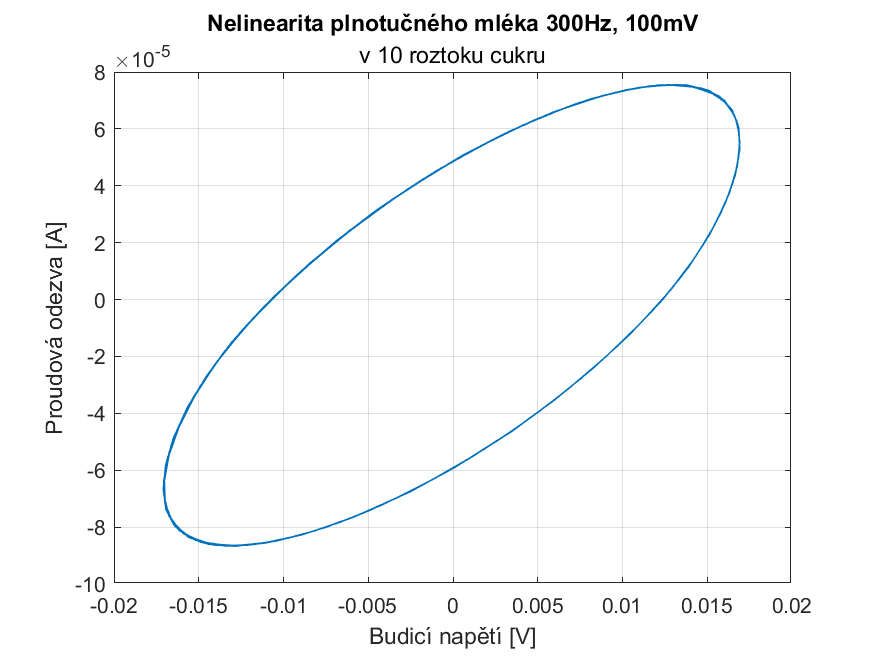 Nelinearita plnotučného mléka 300Hz, 100mV
v 10 roztoku cukru
×10-5
8
6
4
2
0
-2
-4
-6
-8
-10
-0.02 -0.015 -0.01 -0.005 0 0.005 0.01 0.015 0.02
Budicí napětí [V]
Proudová odezva [A]